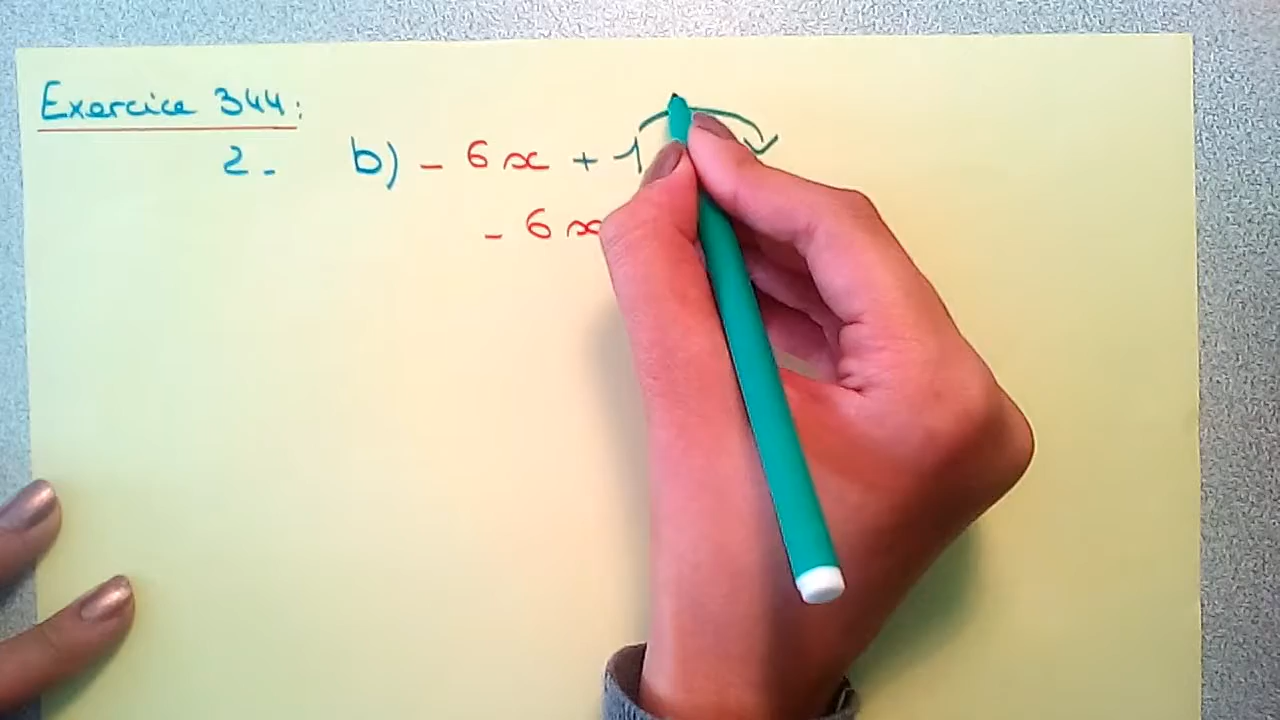 Exercice 344:
2. b) - 6x + 1
- 6x